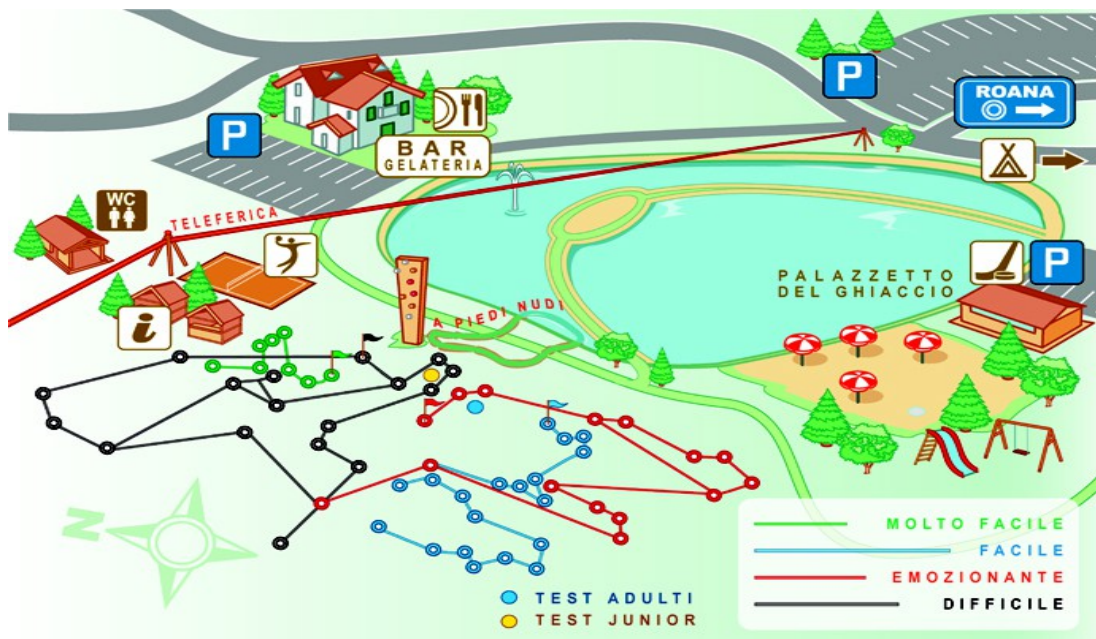 P
ROANA
P
BAR
GELATERIA
WC
TELEFERICA
PALAZZETTO
DEL GHIACCIO
P
A PIEDI NUDI
i
N
MOLTO FACILE
FACILE
EMOZIONANTE
DIFFICILE
TEST ADULTI
TEST JUNIOR